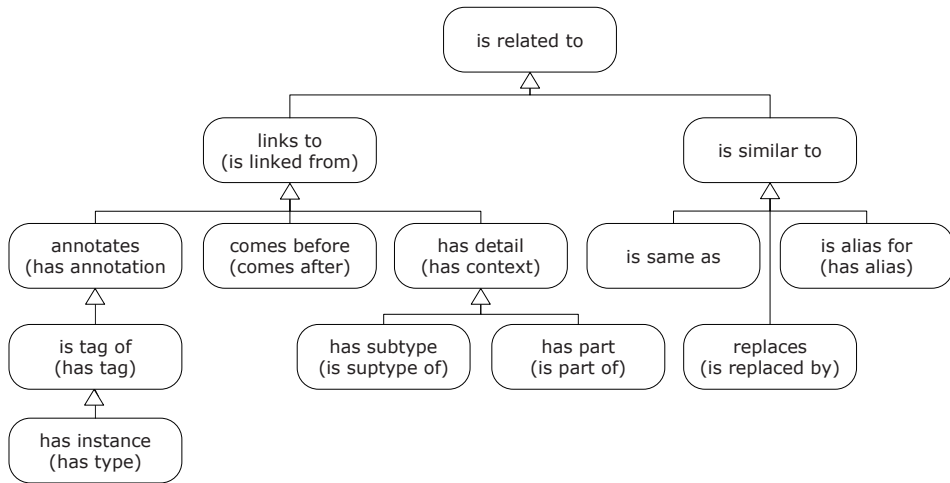 is related to
links to
(is linked from)
is similar to
annotates
(has annotation
comes before
(comes after)
has detail
(has context)
is same as
is alias for
(has alias)
is tag of
(has tag)
has subtype
(is suptype of)
has part
(is part of)
replaces
(is replaced by)
has instance
(has type)